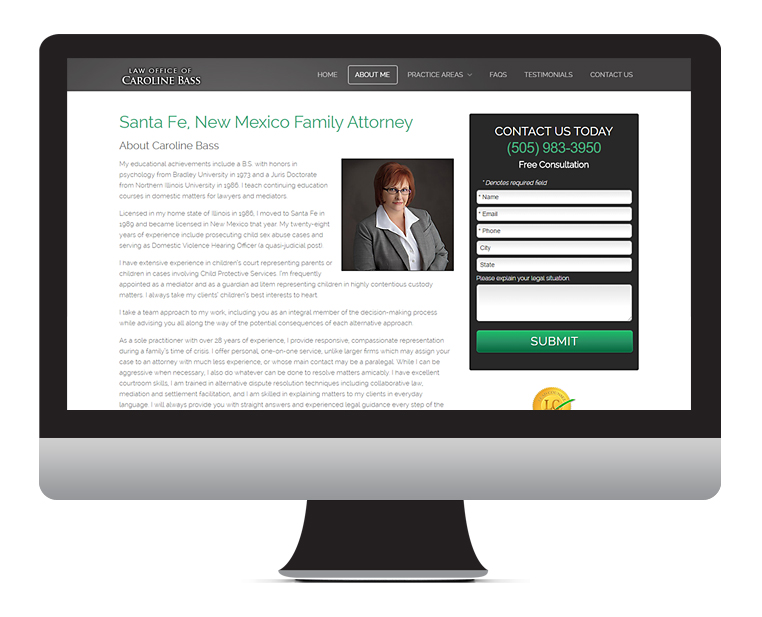 LAW OFFICE OF
CAROLINE BASS
HOME
ABOUT ME
PRACTICE AREAS
FAQS
TESTIMONIALS
CONTACT US
Santa Fe, New Mexico Family Attorney
About Caroline Bass
My educational achievements include a B.S. with honors in
psychology from Bradley University in 1973 and a Juris Doctorate
from Northern Illinois University in 1986. I teach continuing education
courses in domestic matters for lawyers and mediators.
Licensed in my home state of Illinois in 1986, I moved to Santa Fe in
1989 and became licensed in New Mexico that year. My twenty-eight
years of experience include prosecuting child sex abuse cases and
serving as Domestic Violence Hearing Officer (a quasi-judicial post).
I have extensive experience in children's court representing parents or
children in cases involving Child Protective Services. I'm frequently
appointed as a mediator and as a guardian ad litem representing children in highly contentious custody
matters. I always take my clients' children's best interests to heart.
I take a team approach to my work, including you as an integral member of the decision-making process
while advising you all along the way of the potential consequences of each alternative approach.
As a sole practitioner with over 28 years of experience, I provide responsive, compassionate representation
during a family's time of crisis. I offer personal, one-on-one service, unlike larger firms which may assign your
case to an attorney with much less experience, or whose main contact may be a paralegal. While I can be
aggressive when necessary, I also do whatever can be done to resolve matters amicably. I have excellent
courtroom skills, I am trained in alternative dispute resolution techniques including collaborative law,
mediation and settlement facilitation, and I am skilled in explaining matters to my clients in everyday
language. I will always provide you with straight answers and experienced legal guidance every step of the
CONTACT US TODAY
(505) 983-3950
Free Consultation
* Denotes required field
* Name
* Email
* Phone
City
State
Please explain your legal situation.
SUBMIT
LC